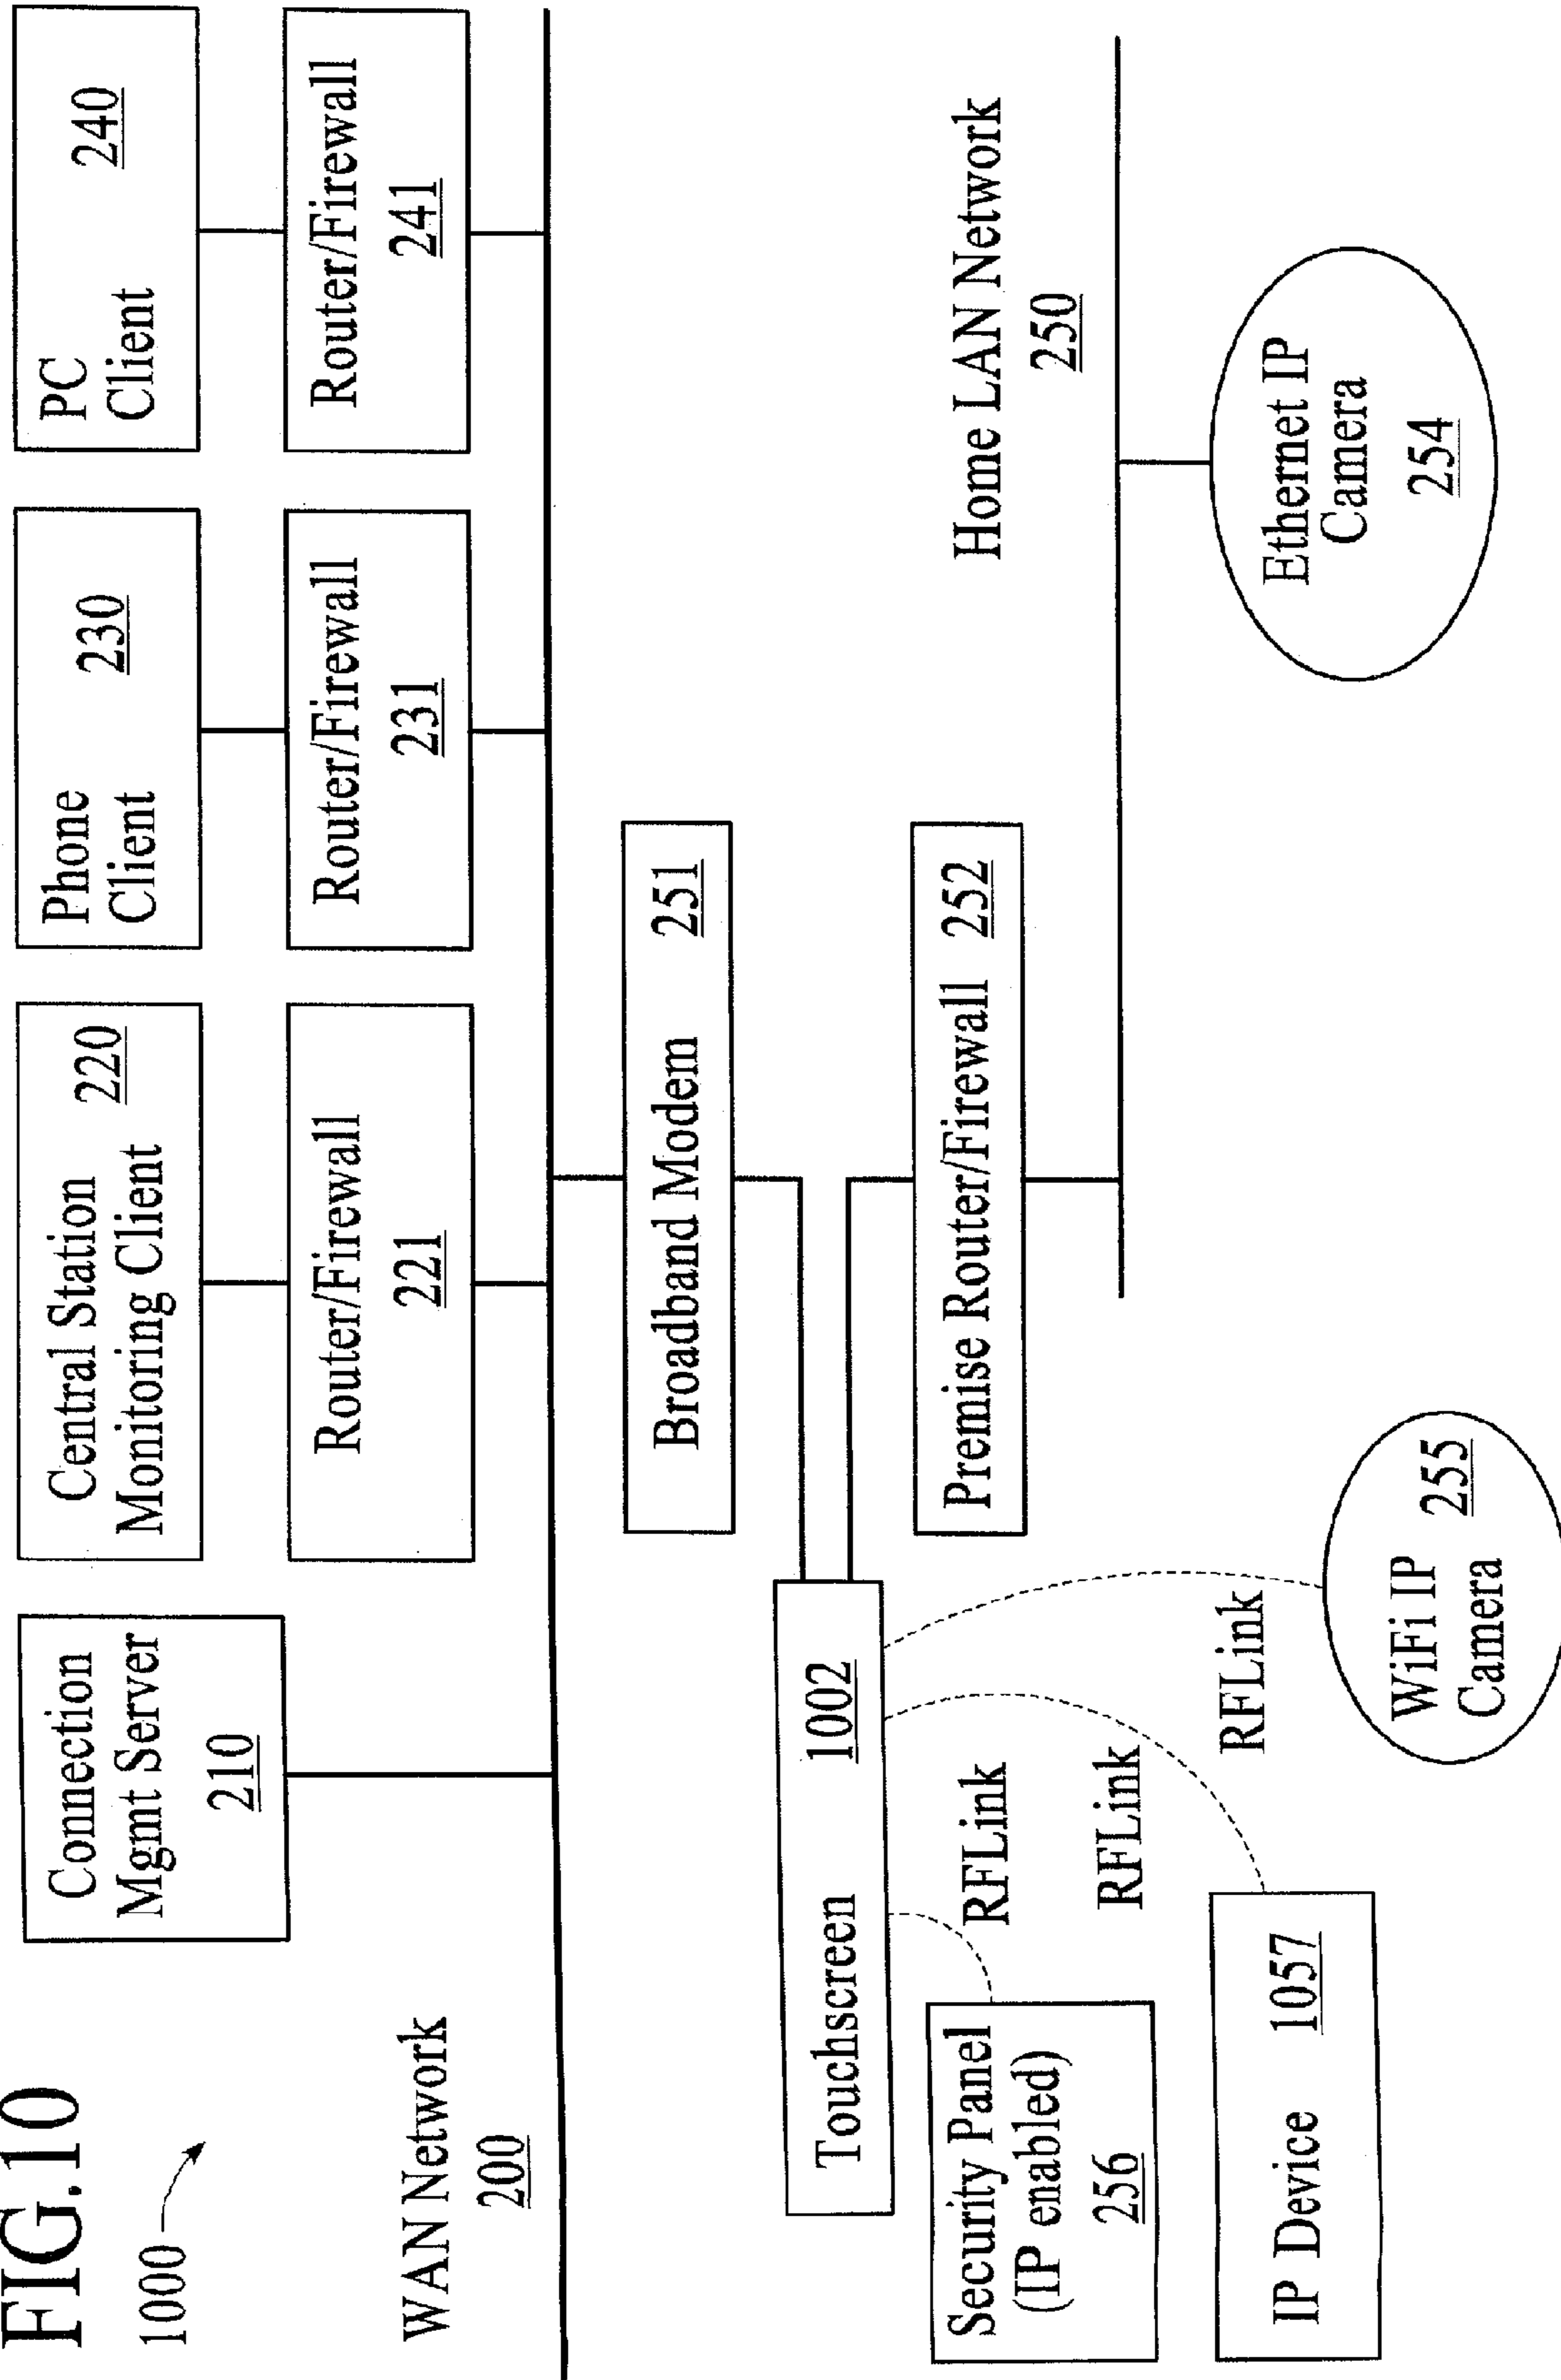 FIG.10
1000
WAN Network
200
Connection
Mgmt Server
210
Central Station
Monitoring Client
220
Router/Firewall
221
Phone
Client
230
Router/Firewall
231
PC
Client
240
Router/Firewall
241
Broadband Modem 251
Touchscreen 1002
Premise Router/Firewall 252
Home LAN Network
250
Security Panel
(IP enabled)
256
RFLink
IP Device 1057
RFLink
RFLink
WiFi IP
Camera
255
Ethernet IP
Camera
254